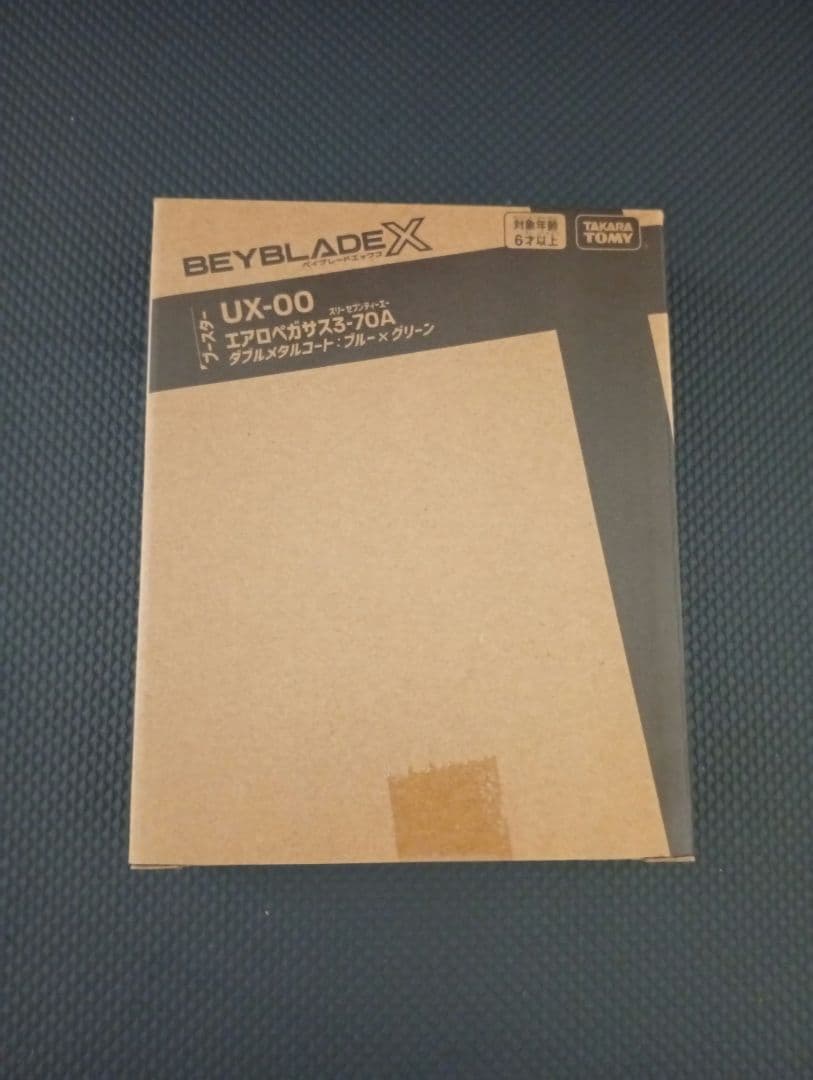 BEYBLADE X
ベイブレードエックス
対象年齢
6才以上
TAKARA
TOMY
ブースター
UX-00
スリーセブンティーエー
エアロペガサス3-70A
ダブルメタルコート:ブルー×グリーン